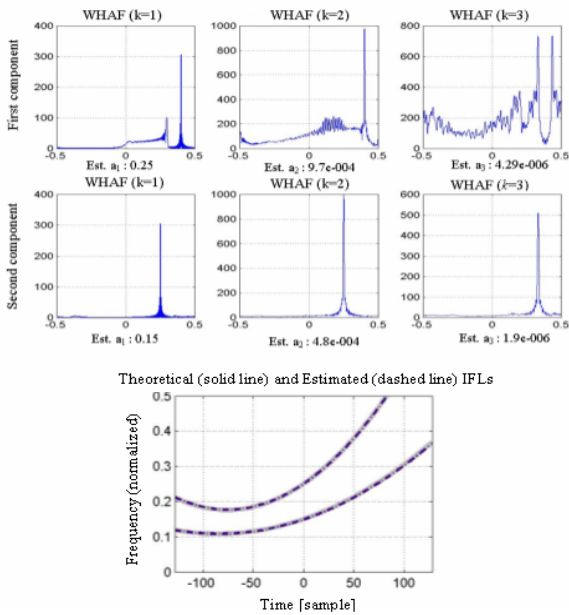 WHAF (k=1) WHAF (k=2) WHAF (k=3)
First component
400 1000 800
300 800 600
200 600 400
100 400 200
0 200 0
0
-0.5 0 0.5 -0.5 0 0.5 -0.5 0 0.5
Est. a1 : 0.25 Est. a2 : 9.7e-004 Est. a3 : 4.29e-006
WHAF (k=1) WHAF (k=2) WHAF (k=3)
Second component
400 1000 600
300 800 500
200 600 400
100 400 300
0 200 200
0 100
0
-0.5 0 0.5 -0.5 0 0.5 -0.5 0 0.5
Est. a1 : 0.15 Est. a2 : 4.8e-004 Est. a3 : 1.9e-006
Theoretical (solid line) and Estimated (dashed line) IFLs
Frequency (normalized)
0.5
0.4
0.3
0.2
0.1
0
-100 -50 0 50 100
Time [sample]